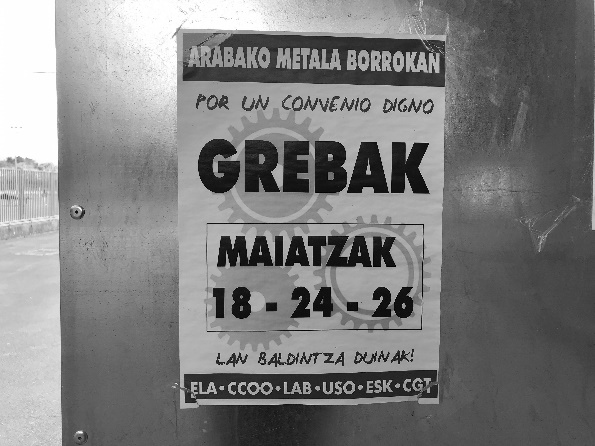 ARABAKO METALA BORROKAN
POR UN CONVENIO DIGNO
GREBAK
MAIATZAK
18 - 24 - 26
LAN BALDINTZA DUINAK!
ELA · CCOO · LAB · USO · ESK · CGT